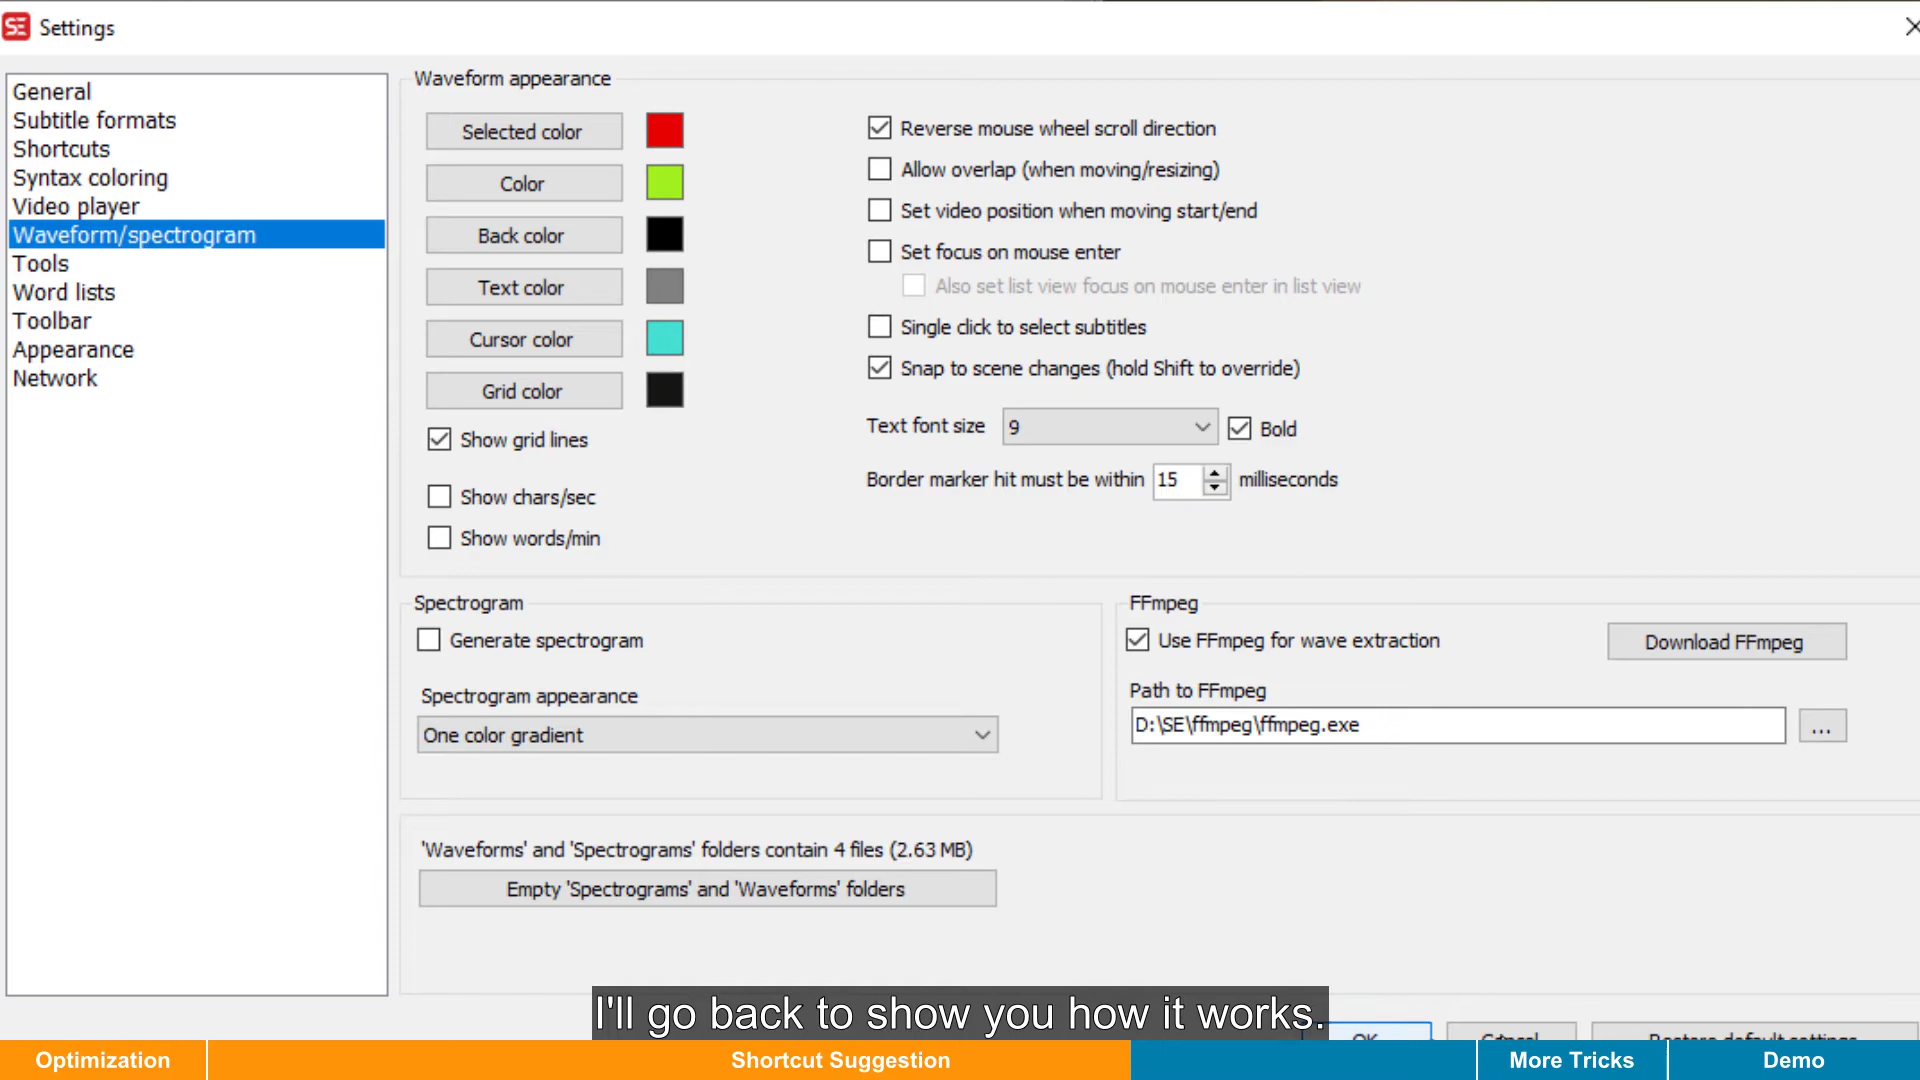 SE Settings
General
Subtitle formats
Shortcuts
Syntax coloring
Video player
Waveform/spectrogram
Tools
Word lists
Toolbar
Appearance
Network
Waveform appearance
Selected color
Color
Back color
Text color
Cursor color
Grid color
Show grid lines
Show chars/sec
Show words/min
Reverse mouse wheel scroll direction
Allow overlap (when moving/resizing)
Set video position when moving start/end
Set focus on mouse enter
Also set list view focus on mouse enter in list view
Single click to select subtitles
Snap to scene changes (hold Shift to override)
Text font size 9 Bold
Border marker hit must be within 15 milliseconds
Spectrogram
Generate spectrogram
Spectrogram appearance
One color gradient
FFmpeg
Use FFmpeg for wave extraction Download FFmpeg
Path to FFmpeg
D:\SE\ffmpeg\ffmpeg.exe ...
'Waveforms' and 'Spectrograms' folders contain 4 files (2.63 MB)
Empty 'Spectrograms' and 'Waveforms' folders
I'll go back to show you how it works.
OK Cancel Restore default settings
Optimization Shortcut Suggestion More Tricks Demo